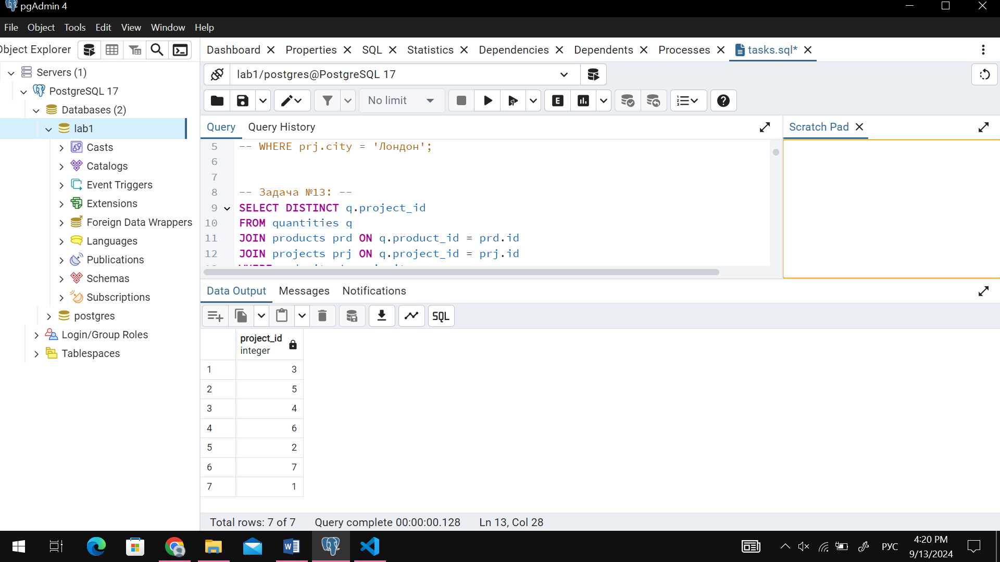 pgAdmin 4
File Object Tools Edit View Window Help
Object Explorer
Dashboard Properties SQL Statistics Dependencies Dependents Processes tasks.sql*
Servers (1)
PostgreSQL 17
Databases (2)
lab1
Casts
Catalogs
Event Triggers
Extensions
Foreign Data Wrappers
Languages
Publications
Schemas
Subscriptions
postgres
Login/Group Roles
Tablespaces
lab1/postgres@PostgreSQL 17
No limit
E
Query Query History
Scratch Pad
5 -- WHERE prj.city = 'Лондон';
6
7
8 -- Задача №13: --
9 SELECT DISTINCT q.project_id
10 FROM quantities q
11 JOIN products prd ON q.product_id = prd.id
12 JOIN projects prj ON q.project_id = prj.id
Data Output Messages Notifications
SQL
project_id
integer
1 3
2 5
3 4
4 6
5 2
6 7
7 1
Total rows: 7 of 7 Query complete 00:00:00.128 Ln 13, Col 28
РУС
4:20 PM
9/13/2024